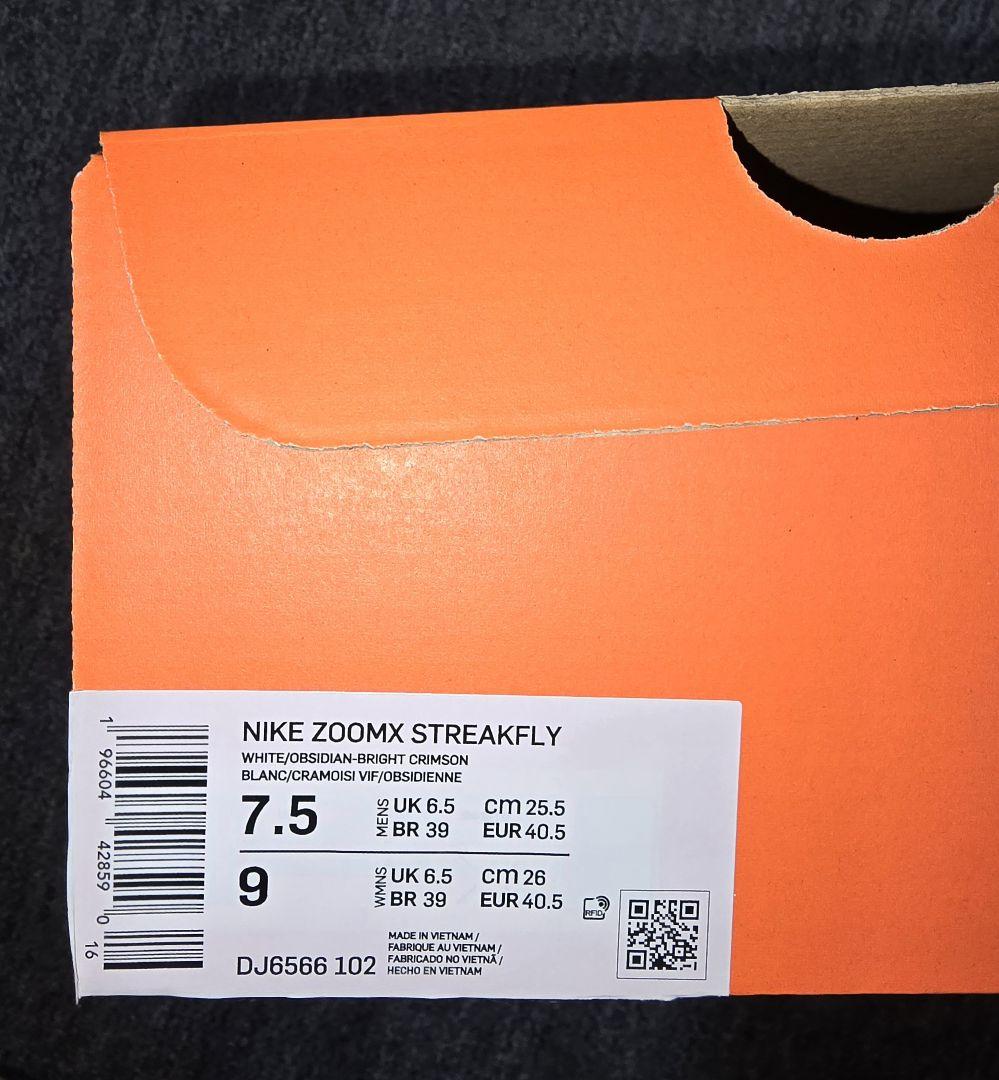 NIKE ZOOMX STREAKFLY
WHITE/OBSIDIAN-BRIGHT CRIMSON
BLANC/CRAMOISI VIF/OBSIDIENNE
7.5 MENS UK 6.5 CM 25.5
BR 39 EUR 40.5
9 WMNS UK 6.5 CM 26
BR 39 EUR 40.5
RFID
MADE IN VIETNAM /
FABRIQUE AU VIETNAM /
FABRICADO NO VIETNÃ /
HECHO EN VIETNAM
DJ6566 102
1 96604 42859 0 16